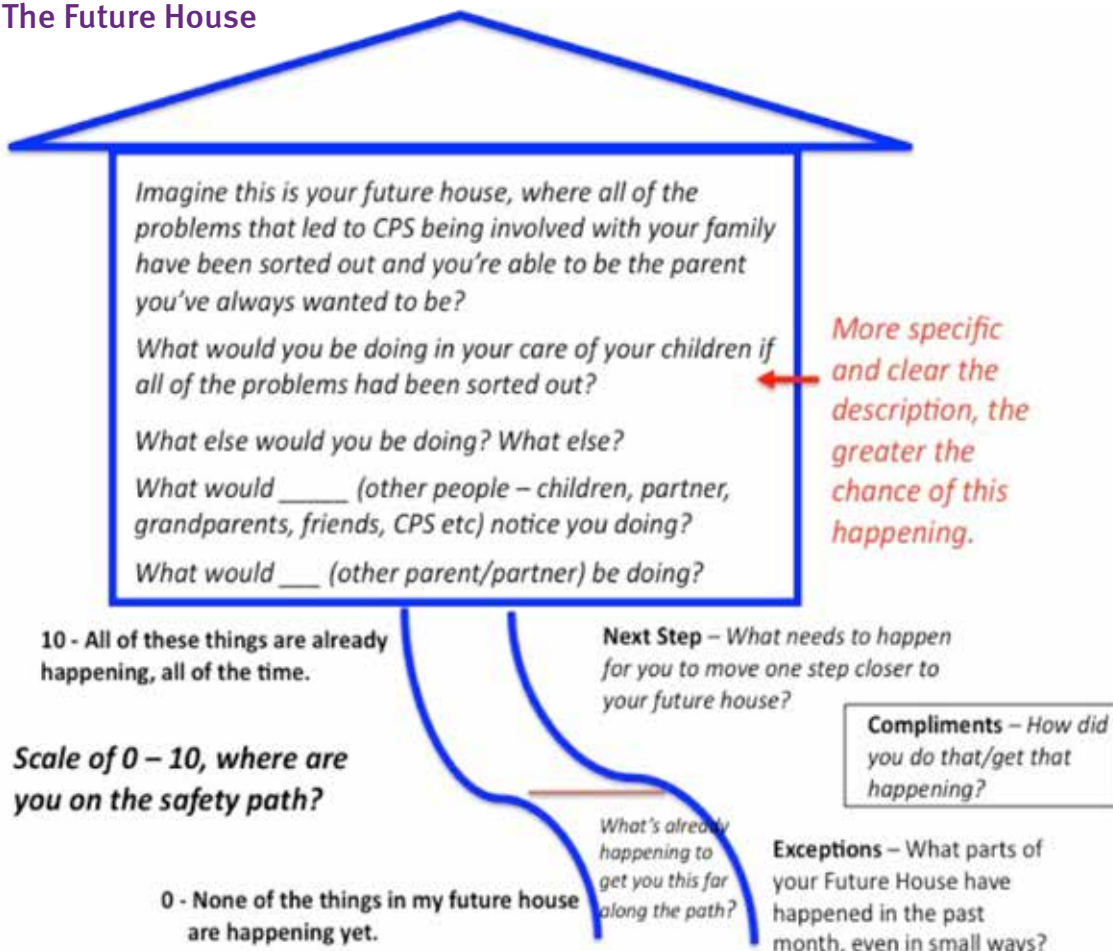 The Future House
Imagine this is your future house, where all of the
problems that led to CPS being involved with your family
have been sorted out and you're able to be the parent
you've always wanted to be?
What would you be doing in your care of your children if
all of the problems had been sorted out?
What else would you be doing? What else?
What would _____ (other people – children, partner,
grandparents, friends, CPS etc) notice you doing?
What would ___ (other parent/partner) be doing?
More specific
and clear the
description, the
greater the
chance of this
happening.
10 - All of these things are already
happening, all of the time.
Next Step – What needs to happen
for you to move one step closer to
your future house?
Compliments – How did
you do that/get that
happening?
Scale of 0 – 10, where are
you on the safety path?
What's already
happening to
get you this far
along the path?
Exceptions – What parts of
your Future House have
happened in the past
month, even in small ways?
0 - None of the things in my future house
are happening yet.